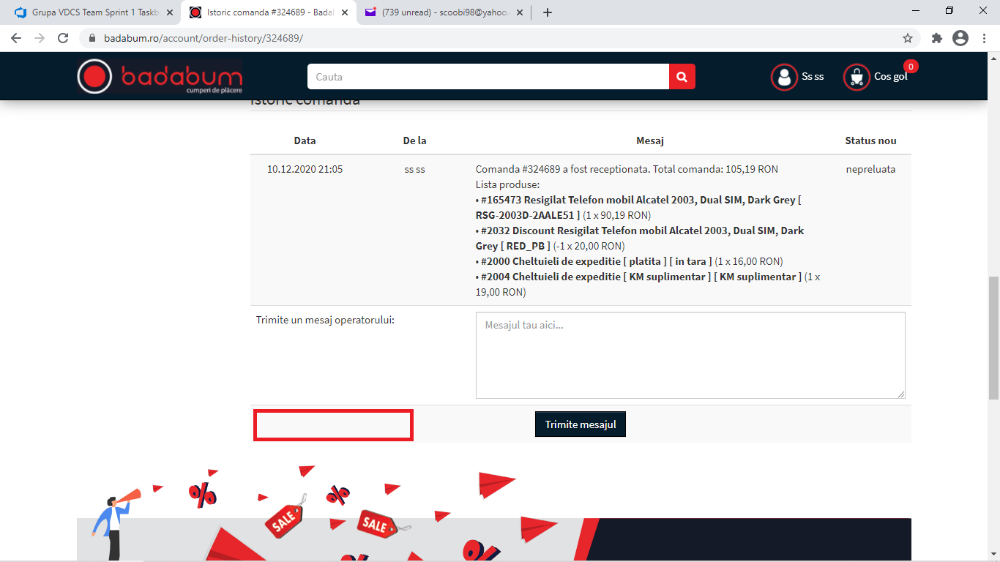 Grupa VDCS Team Sprint 1 Taskb
Istoric comanda #324689 - Badab
(739 unread) - scoobi98@yahoo.
badabum.ro/account/order-history/324689/
badabum
cumperi de plăcere
Cauta
Ss ss
Cos gol
0
Istoric comanda
Data De la Mesaj Status nou
10.12.2020 21:05 ss ss Comanda #324689 a fost receptionata. Total comanda: 105,19 RON nepreluata
Lista produse:
• #165473 Resigilat Telefon mobil Alcatel 2003, Dual SIM, Dark Grey [
RSG-2003D-2AALE51 ] (1 x 90,19 RON)
• #2032 Discount Resigilat Telefon mobil Alcatel 2003, Dual SIM, Dark
Grey [ RED_PB ] (-1 x 20,00 RON)
• #2000 Cheltuieli de expeditie [ platita ] [ in tara ] (1 x 16,00 RON)
• #2004 Cheltuieli de expeditie [ KM suplimentar ] [ KM suplimentar ] (1 x
19,00 RON)
Trimite un mesaj operatorului:
Mesajul tau aici...
Trimite mesajul
%
%
SALE
SALE
%
%